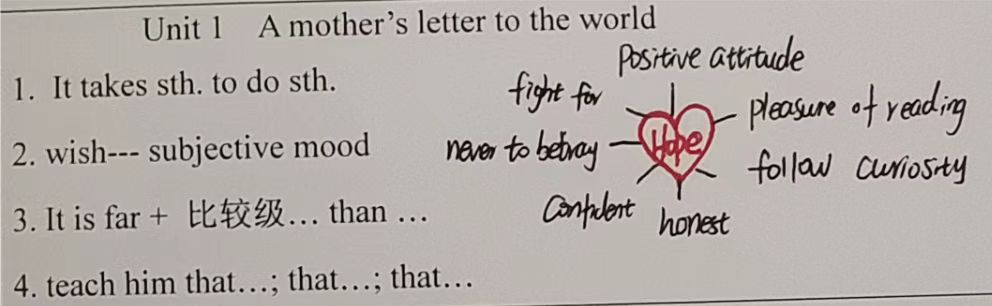 Unit 1 A mother's letter to the world
1. It takes sth. to do sth.
2. wish--- subjective mood
3. It is far + 比较级… than …
4. teach him that…; that…; that…
Positive attitude
fight for
pleasure of reading
never to betray
Hope
follow curiosity
Confident
honest